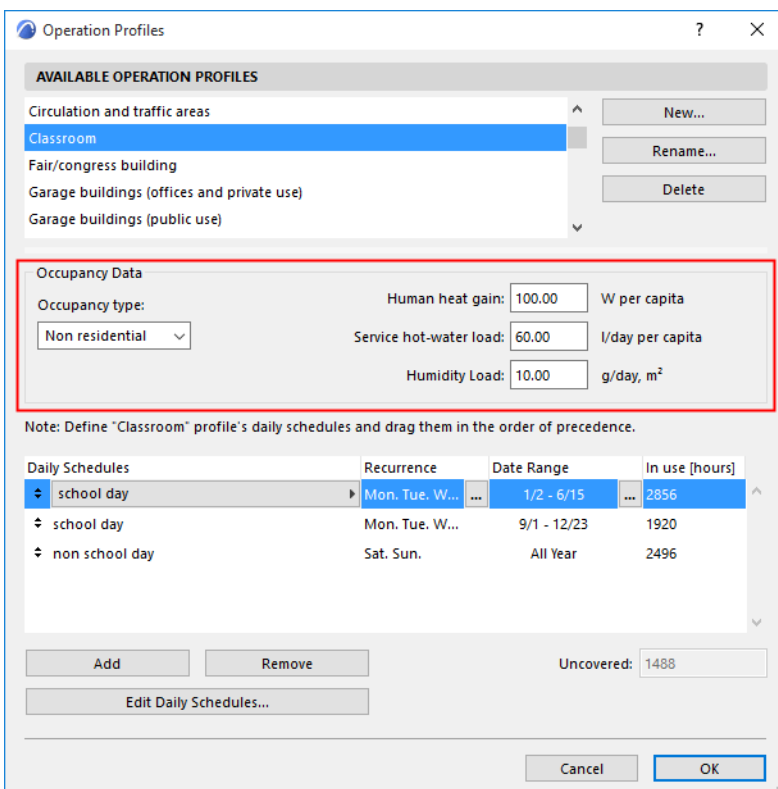 Operation Profiles
?
AVAILABLE OPERATION PROFILES
Circulation and traffic areas
Classroom
Fair/congress building
Garage buildings (offices and private use)
Garage buildings (public use)
New...
Rename...
Delete
Occupancy Data
Occupancy type:
Non residential
Human heat gain: 100.00 W per capita
Service hot-water load: 60.00 l/day per capita
Humidity Load: 10.00 g/day, m²
Note: Define "Classroom" profile's daily schedules and drag them in the order of precedence.
Daily Schedules Recurrence Date Range In use [hours]
school day Mon. Tue. W... ... 1/2 - 6/15 ... 2856
school day Mon. Tue. W... 9/1 - 12/23 1920
non school day Sat. Sun. All Year 2496
Add Remove Uncovered: 1488
Edit Daily Schedules...
Cancel OK